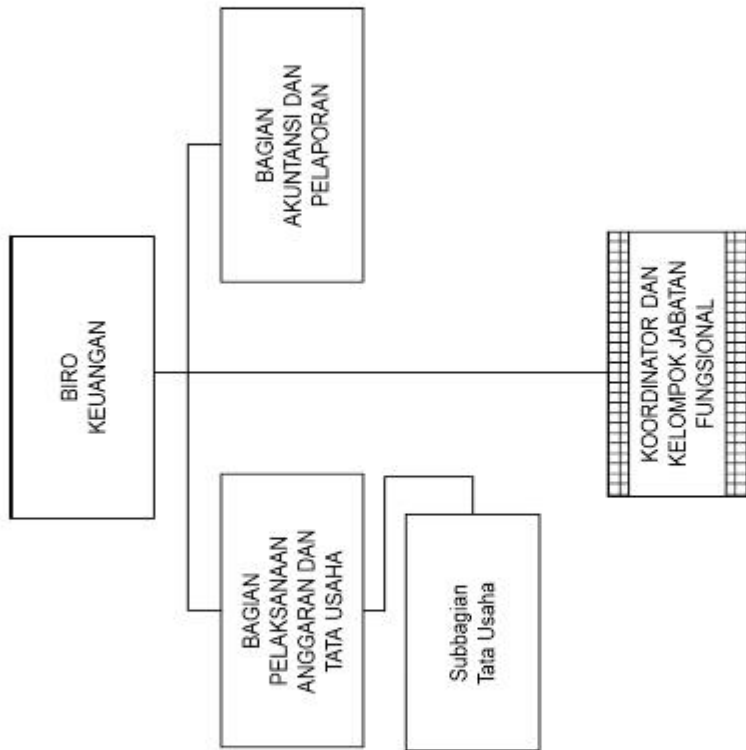 BIRO
KEUANGAN
BAGIAN
PELAKSANAAN
ANGGARAN DAN
TATA USAHA
BAGIAN
AKUNTANSI DAN
PELAPORAN
Subbagian
Tata Usaha
KOORDINATOR DAN
KELOMPOK JABATAN
FUNGSIONAL